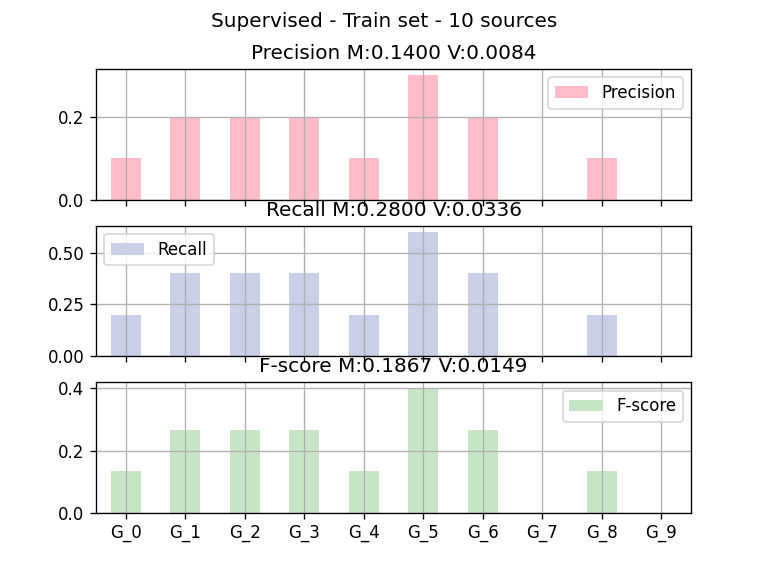 Supervised - Train set - 10 sources
Precision M:0.1400 V:0.0084
Precision
0.2
0.0
Recall M:0.2800 V:0.0336
Recall
0.50
0.25
0.00
F-score M:0.1867 V:0.0149
F-score
0.4
0.2
0.0
G_0 G_1 G_2 G_3 G_4 G_5 G_6 G_7 G_8 G_9